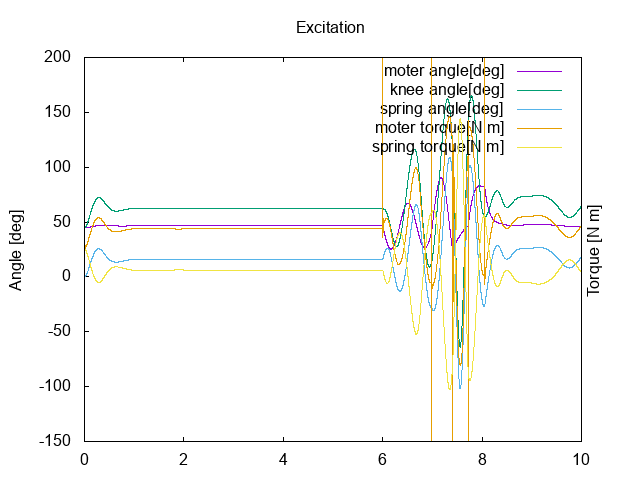 Excitation
200
150
100
50
0
-50
-100
-150
0 2 4 6 8 10
Angle [deg]
Torque [N m]
moter angle[deg]
knee angle[deg]
spring angle[deg]
moter torque[N m]
spring torque[N m]